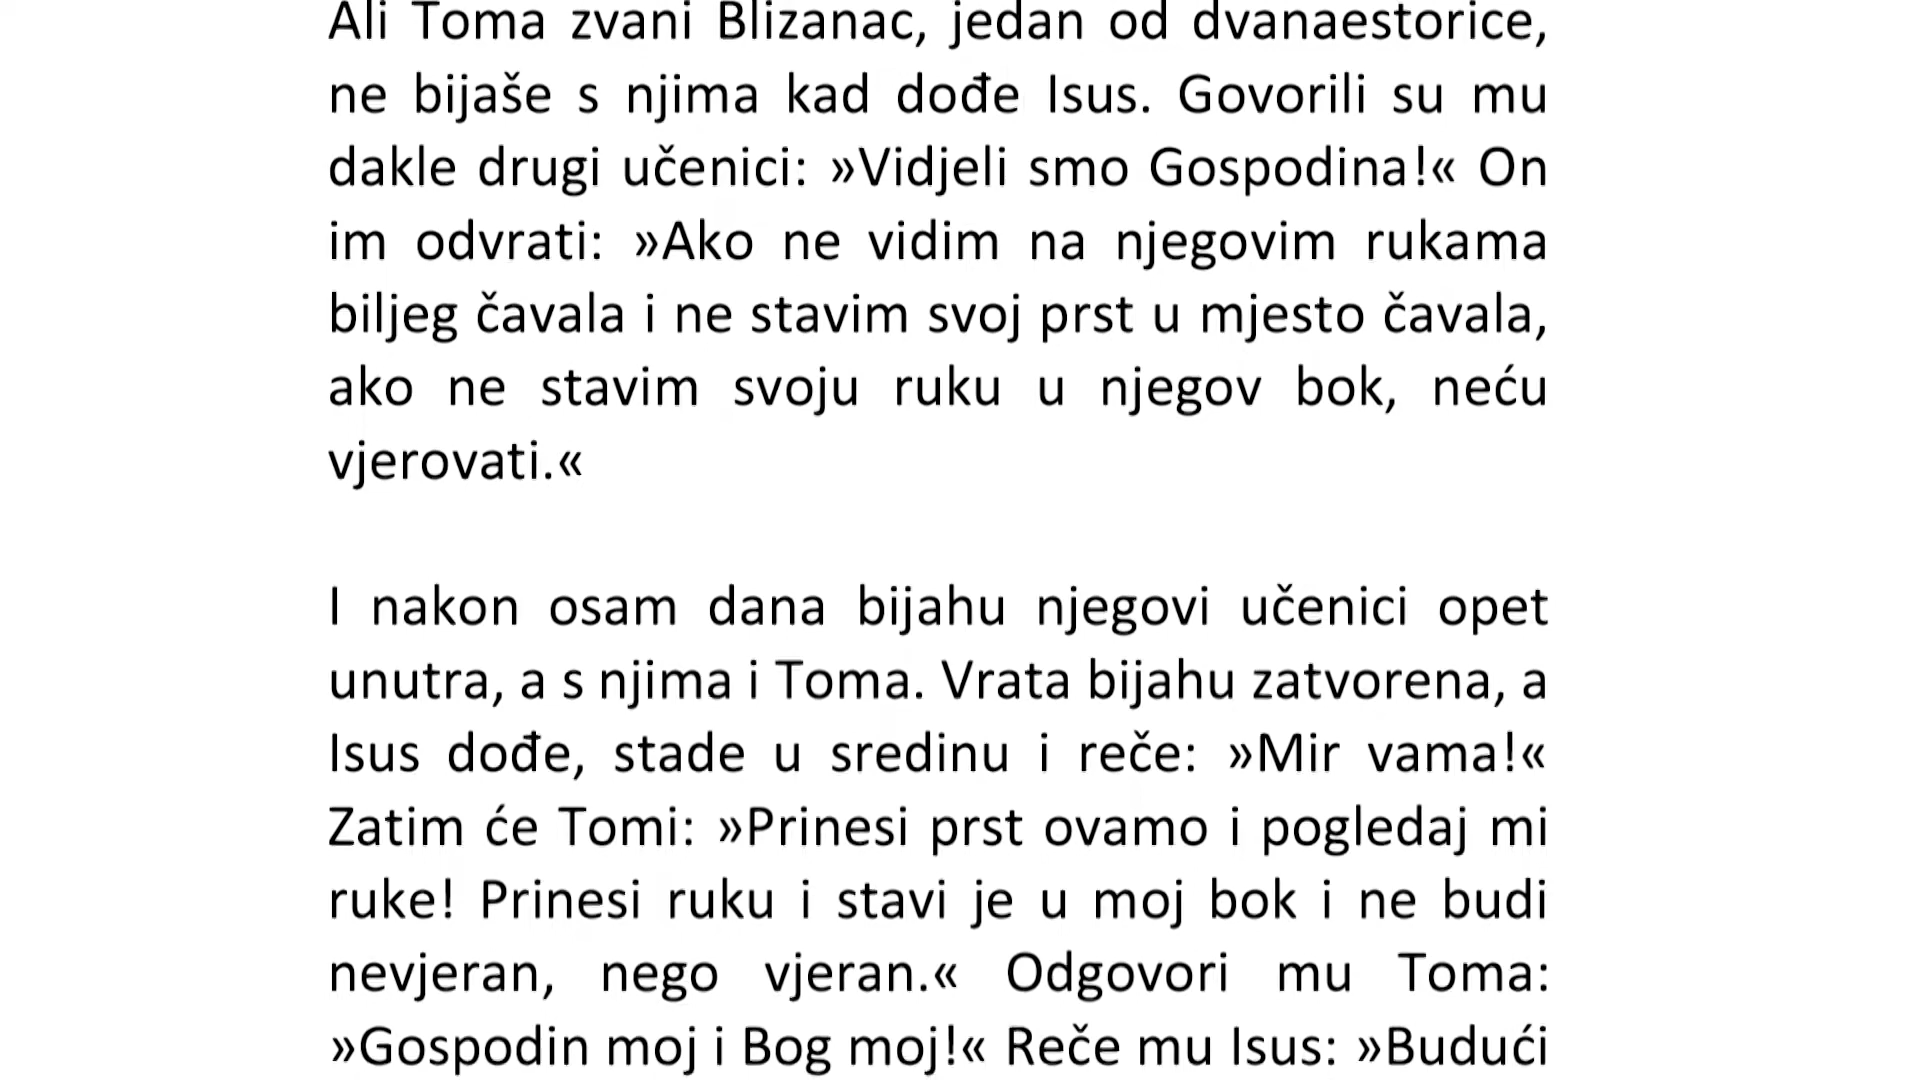 Ali Toma zvani Blizanac, jedan od dvanaestorice,
ne bijaše s njima kad dođe Isus. Govorili su mu
dakle drugi učenici: »Vidjeli smo Gospodina!« On
im odvrati: »Ako ne vidim na njegovim rukama
biljeg čavala i ne stavim svoj prst u mjesto čavala,
ako ne stavim svoju ruku u njegov bok, neću
vjerovati.«
I nakon osam dana bijahu njegovi učenici opet
unutra, a s njima i Toma. Vrata bijahu zatvorena, a
Isus dođe, stade u sredinu i reče: »Mir vama!«
Zatim će Tomi: »Prinesi prst ovamo i pogledaj mi
ruke! Prinesi ruku i stavi je u moj bok i ne budi
nevjeran, nego vjeran.« Odgovori mu Toma:
»Gospodin moj i Bog moj!« Reče mu Isus: »Budući